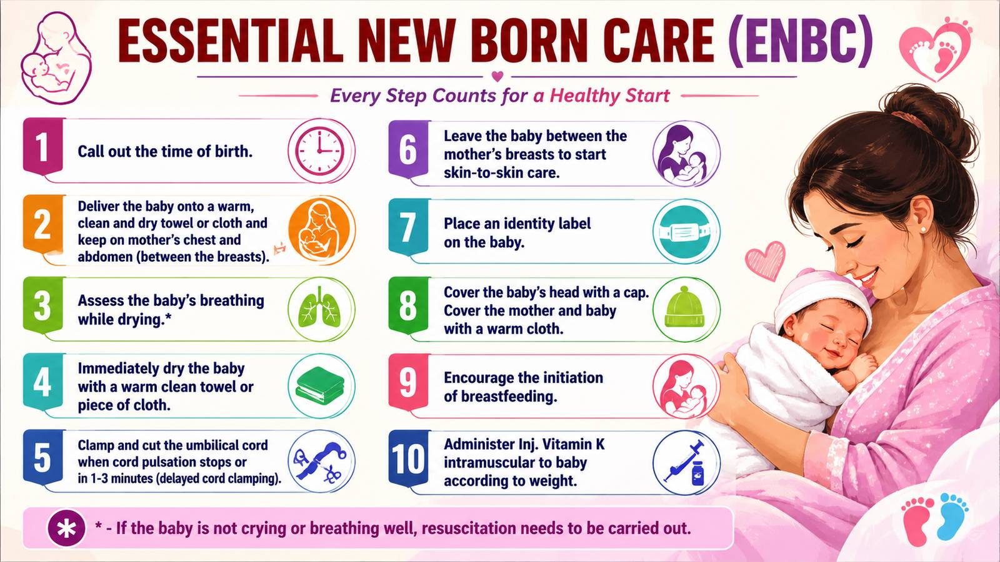 ESSENTIAL NEW BORN CARE (ENBC)
Every Step Counts for a Healthy Start
1
Call out the time of birth.
2
Deliver the baby onto a warm,
clean and dry towel or cloth and
keep on mother's chest and
abdomen (between the breasts).
3
Assess the baby's breathing
while drying.*
4
Immediately dry the baby
with a warm clean towel or
piece of cloth.
5
Clamp and cut the umbilical cord
when cord pulsation stops or
in 1-3 minutes (delayed cord clamping).
6
Leave the baby between the
mother's breasts to start
skin-to-skin care.
7
Place an identity label
on the baby.
8
Cover the baby's head with a cap.
Cover the mother and baby
with a warm cloth.
9
Encourage the initiation
of breastfeeding.
10
Administer Inj. Vitamin K
intramuscular to baby
according to weight.
* * - If the baby is not crying or breathing well, resuscitation needs to be carried out.